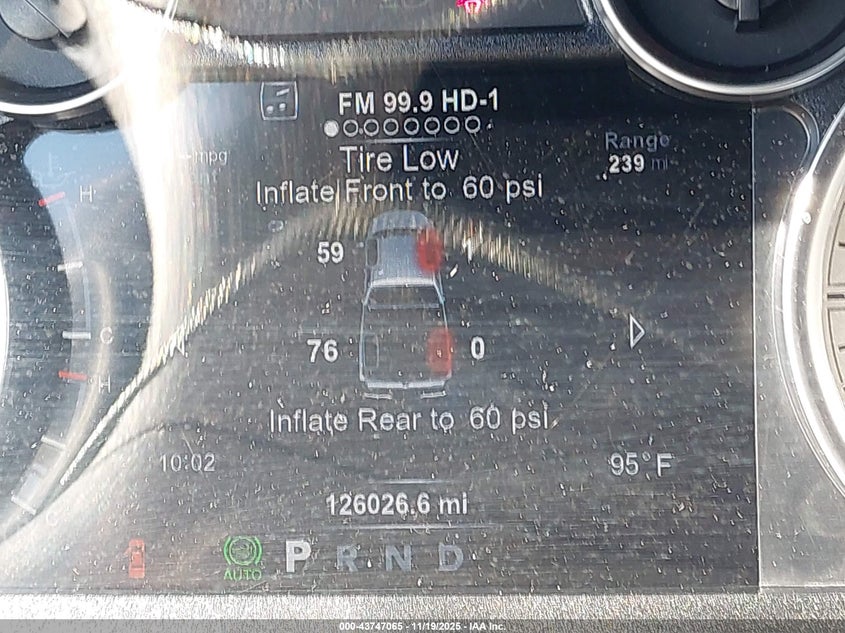 FM 99.9 HD-1
Tire Low
Range
mpg
239 mi
Inflate Front to 60 psi
H
59 1
C
76 0
H
Inflate Rear to 60 psi
10:02 95°F
C
126026.6 mi
AUTO P R N D
000-43747065 - 11/19/2025 - IAA Inc.